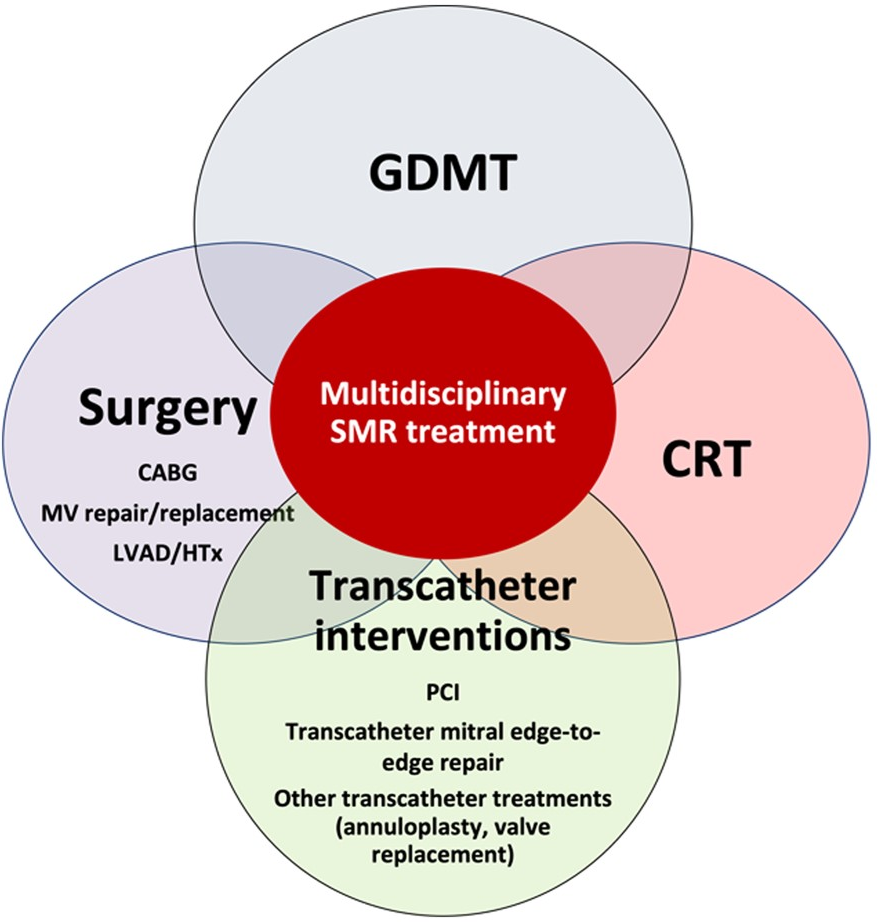 GDMT
Surgery
CABG
MV repair/replacement
LVAD/HTx
Multidisciplinary
SMR treatment
CRT
Transcatheter
interventions
PCI
Transcatheter mitral edge-to-
edge repair
Other transcatheter treatments
(annuloplasty, valve
replacement)